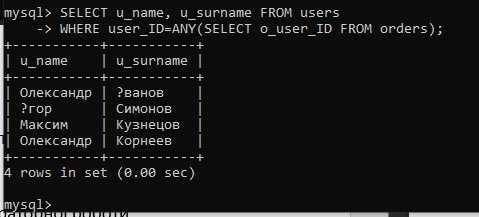 mysql> SELECT u_name, u_surname FROM users
    -> WHERE user_ID=ANY(SELECT o_user_ID FROM orders);
+-----------+-----------+
| u_name    | u_surname |
+-----------+-----------+
| Олександр | ?ванов    |
| ?гор      | Симонов   |
| Максим    | Кузнецов  |
| Олександр | Корнеев   |
+-----------+-----------+
4 rows in set (0.00 sec)
mysql>